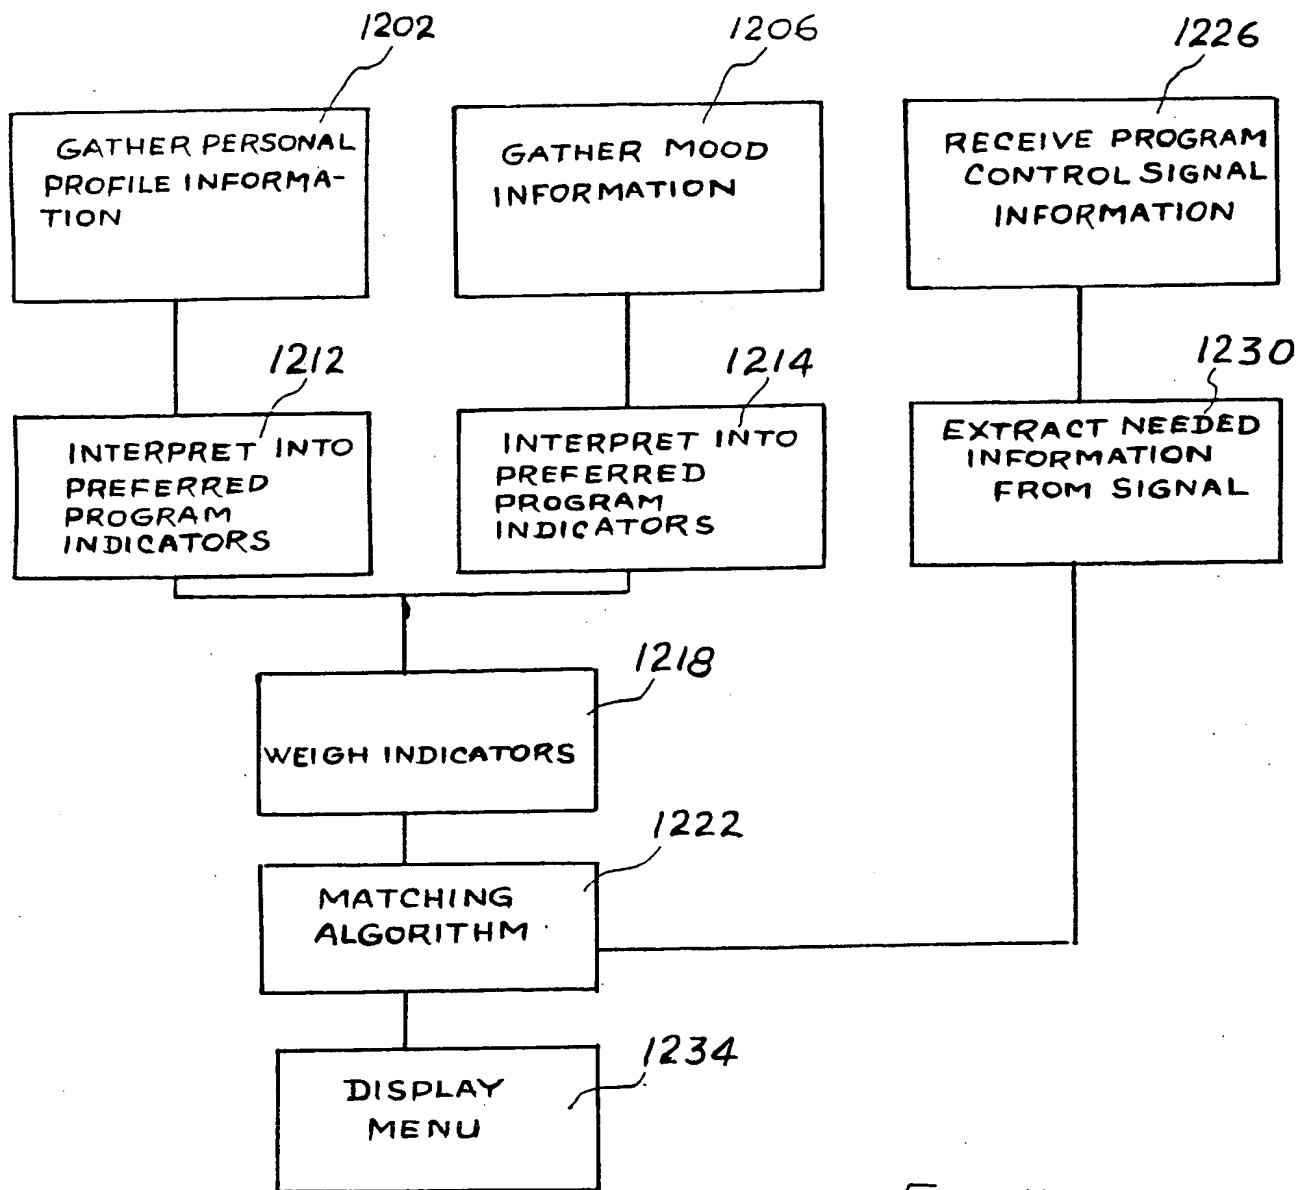 1202
1206
1226
GATHER PERSONAL
PROFILE INFORMA-
TION
GATHER MOOD
INFORMATION
RECEIVE PROGRAM
CONTROL SIGNAL
INFORMATION
1212
1214
1230
INTERPRET INTO
PREFERRED
PROGRAM
INDICATORS
INTERPRET INTO
PREFERRED
PROGRAM
INDICATORS
EXTRACT NEEDED
INFORMATION
FROM SIGNAL
1218
WEIGH INDICATORS
1222
MATCHING
ALGORITHM
1234
DISPLAY
MENU